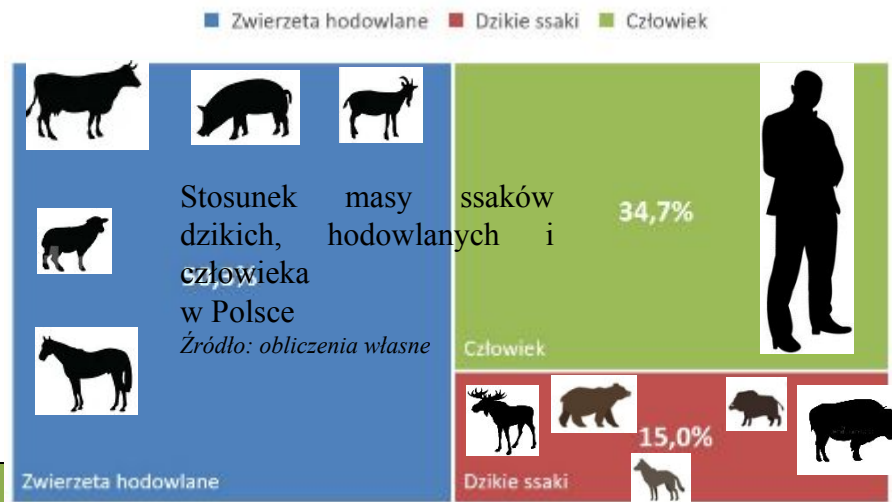 Zwierzeta hodowlane Dzikie ssaki Człowiek
Stosunek masy ssaków
dzikich, hodowlanych i
człowieka
w Polsce
Źródło: obliczenia własne
34,7%
Człowiek
15,0%
Zwierzeta hodowlane
Dzikie ssaki